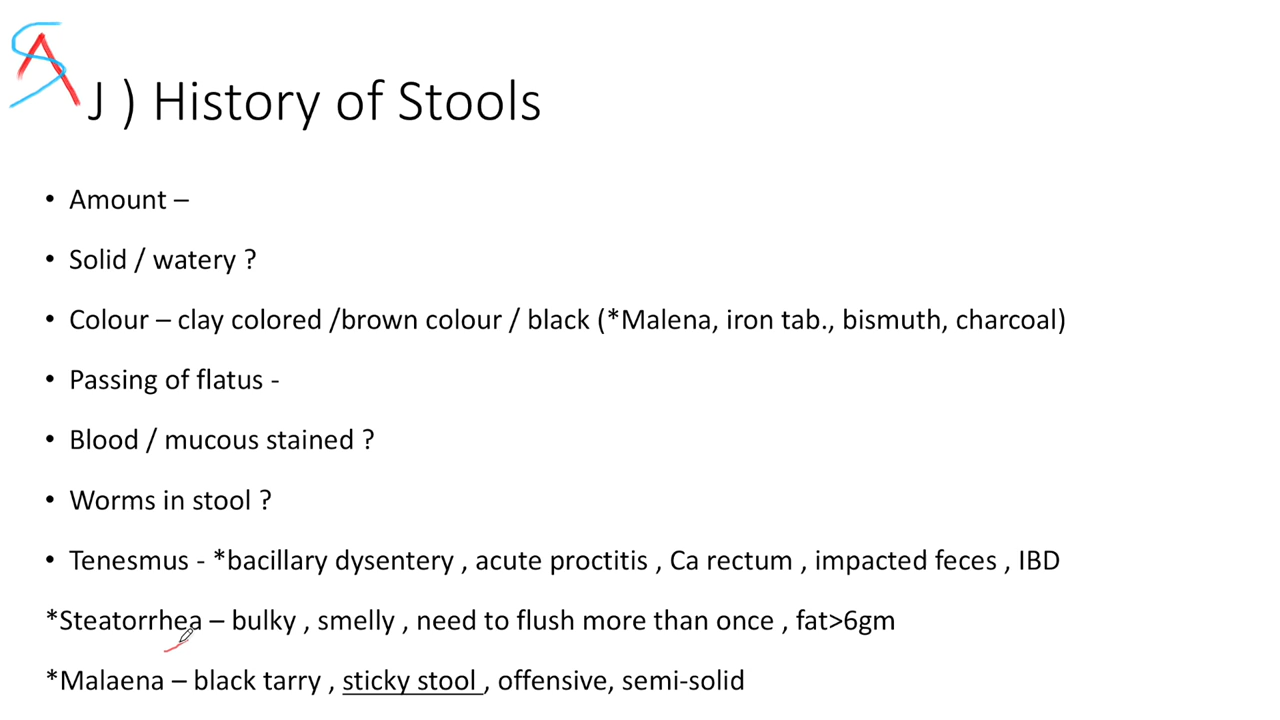 SA
J ) History of Stools
• Amount –
• Solid / watery ?
• Colour – clay colored /brown colour / black (*Malena, iron tab., bismuth, charcoal)
• Passing of flatus -
• Blood / mucous stained ?
• Worms in stool ?
• Tenesmus - *bacillary dysentery , acute proctitis , Ca rectum , impacted feces , IBD
*Steatorrhea – bulky , smelly , need to flush more than once , fat>6gm
*Malaena – black tarry , sticky stool , offensive, semi-solid